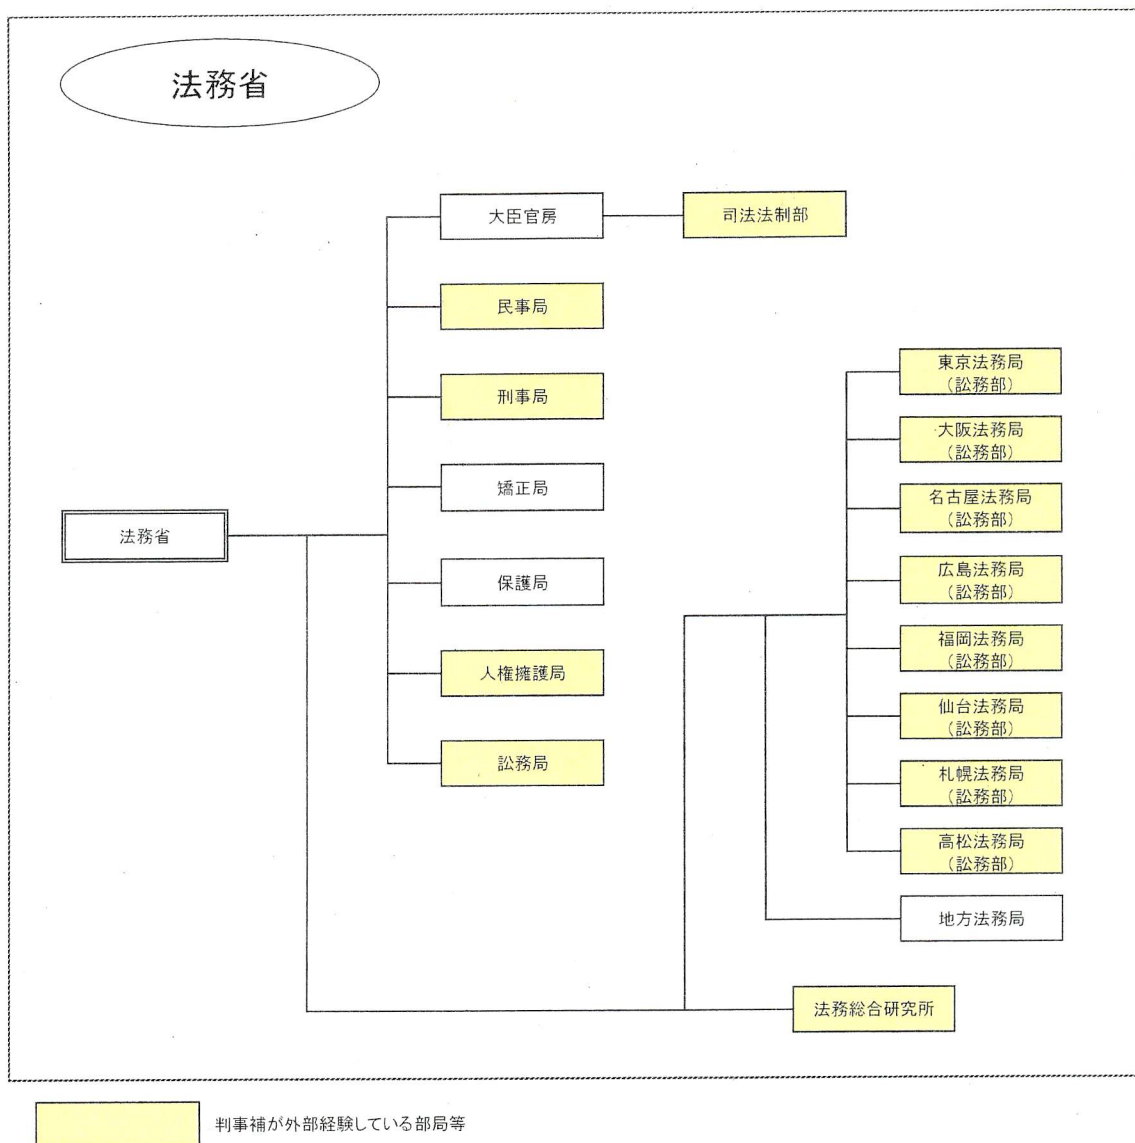 法務省
大臣官房
司法法制部
民事局
刑事局
矯正局
法務省
保護局
人権擁護局
訟務局
東京法務局
(訟務部)
大阪法務局
(訟務部)
名古屋法務局
(訟務部)
広島法務局
(訟務部)
福岡法務局
(訟務部)
仙台法務局
(訟務部)
札幌法務局
(訟務部)
高松法務局
(訟務部)
地方法務局
法務総合研究所
判事補が外部経験している部局等